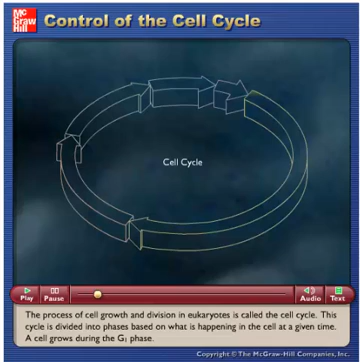 Mc
Graw
Hill
Control of the Cell Cycle
Cell Cycle
Play
Pause
Audio
Text
The process of cell growth and division in eukaryotes is called the cell cycle. This
cycle is divided into phases based on what is happening in the cell at a given time.
A cell grows during the G₁ phase.
Copyright © The McGraw-Hill Companies, Inc.